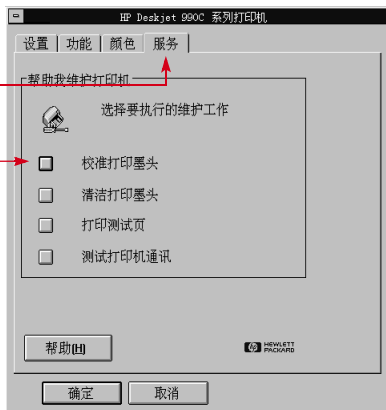 HP Deskjet 990C 系列打印机
设置 功能 颜色 服务
帮助我维护打印机
选择要执行的维护工作
校准打印墨头
清洁打印墨头
打印测试页
测试打印机通讯
帮助(H)
hp HEWLETT
PACKARD
确定 取消